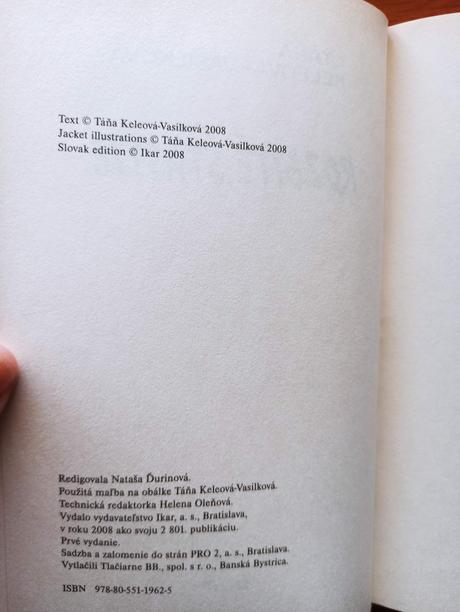 Text © Táňa Keleová-Vasilková 2008
Jacket illustrations © Táňa Keleová-Vasilková 2008
Slovak edition © Ikar 2008
Redigovala Nataša Ďurinová.
Použitá maľba na obálke Táňa Keleová-Vasilková.
Technická redaktorka Helena Oleňová.
Vydalo vydavateľstvo Ikar, a. s., Bratislava,
v roku 2008 ako svoju 2 801. publikáciu.
Prvé vydanie.
Sadzba a zalomenie do strán PRO 2, a. s., Bratislava.
Vytlačili Tlačiarne BB., spol. s r. o., Banská Bystrica.
ISBN 978-80-551-1962-5